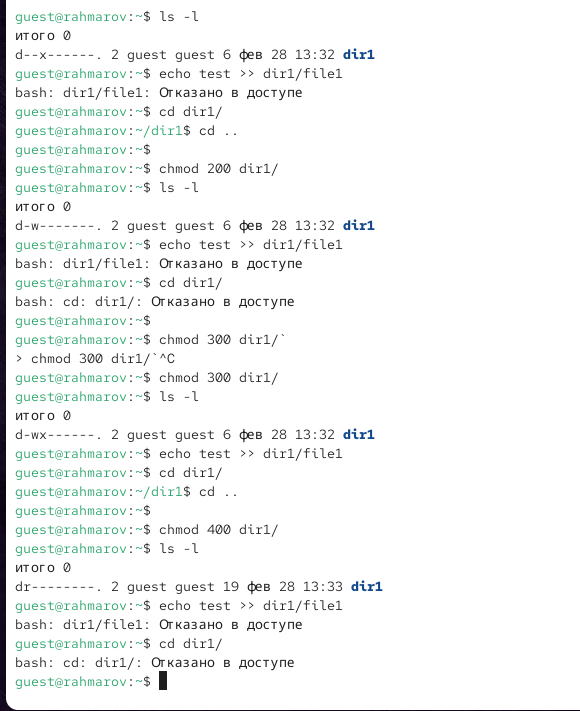 guest@rahmarov:~$ ls -l
итого 0
d--x------. 2 guest guest 6 фев 28 13:32 dir1
guest@rahmarov:~$ echo test >> dir1/file1
bash: dir1/file1: Отказано в доступе
guest@rahmarov:~$ cd dir1/
guest@rahmarov:~/dir1$ cd ..
guest@rahmarov:~$
guest@rahmarov:~$ chmod 200 dir1/
guest@rahmarov:~$ ls -l
итого 0
d-w-------. 2 guest guest 6 фев 28 13:32 dir1
guest@rahmarov:~$ echo test >> dir1/file1
bash: dir1/file1: Отказано в доступе
guest@rahmarov:~$ cd dir1/
bash: cd: dir1/: Отказано в доступе
guest@rahmarov:~$
guest@rahmarov:~$ chmod 300 dir1/`
> chmod 300 dir1/`^C
guest@rahmarov:~$ chmod 300 dir1/
guest@rahmarov:~$ ls -l
итого 0
d-wx------. 2 guest guest 6 фев 28 13:32 dir1
guest@rahmarov:~$ echo test >> dir1/file1
guest@rahmarov:~$ cd dir1/
guest@rahmarov:~/dir1$ cd ..
guest@rahmarov:~$
guest@rahmarov:~$ chmod 400 dir1/
guest@rahmarov:~$ ls -l
итого 0
dr--------. 2 guest guest 19 фев 28 13:33 dir1
guest@rahmarov:~$ echo test >> dir1/file1
bash: dir1/file1: Отказано в доступе
guest@rahmarov:~$ cd dir1/
bash: cd: dir1/: Отказано в доступе
guest@rahmarov:~$